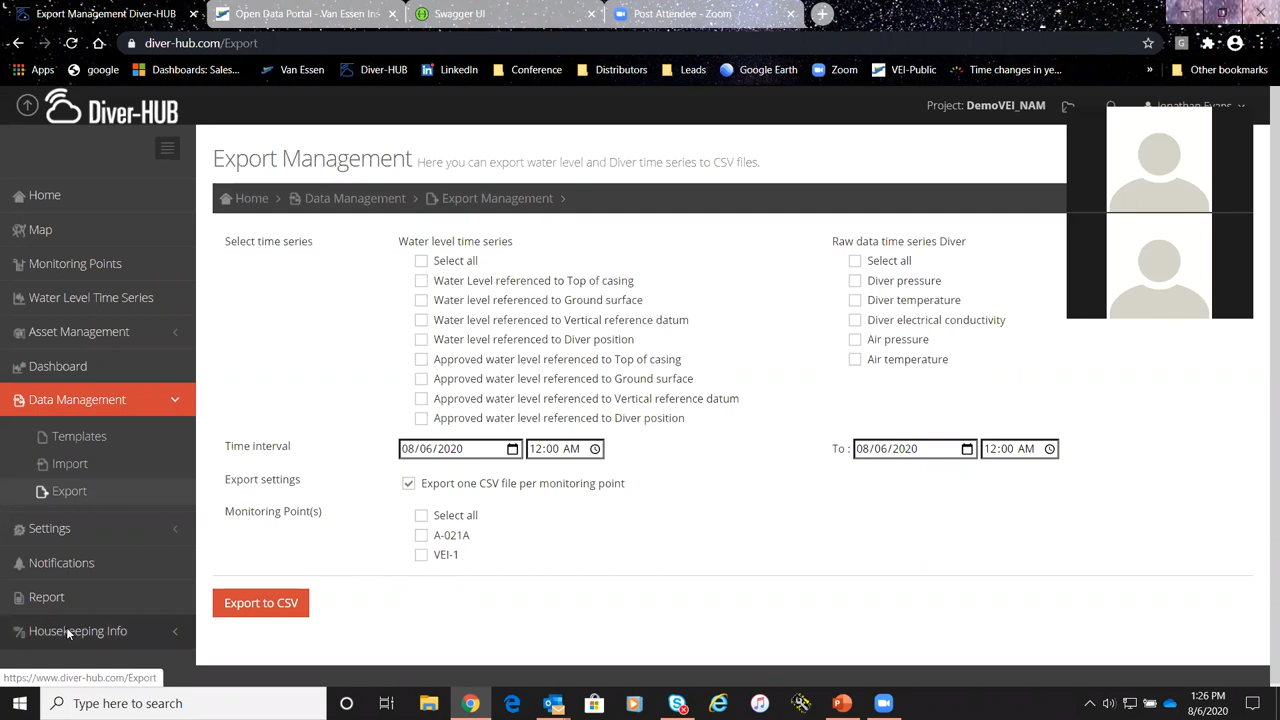 Export Management Diver-HUB
Open Data Portal - Van Essen Ins
Swagger UI
Post Attendee - Zoom
diver-hub.com/Export
Apps
google
Dashboards: Sales...
Van Essen
Diver-HUB
LinkedIn
Conference
Distributors
Leads
Google Earth
Zoom
VEI-Public
Time changes in ye...
»
Other bookmarks
Diver-HUB
Project: DemoVEI_NAM
Jonathan Evans
Home
Map
Monitoring Points
Water Level Time Series
Asset Management
Dashboard
Data Management
Templates
Import
Export
Settings
Notifications
Report
Housekeeping Info
Export Management Here you can export water level and Diver time series to CSV files.
Home > Data Management > Export Management >
Select time series
Water level time series
Select all
Water Level referenced to Top of casing
Water level referenced to Ground surface
Water level referenced to Vertical reference datum
Water level referenced to Diver position
Approved water level referenced to Top of casing
Approved water level referenced to Ground surface
Approved water level referenced to Vertical reference datum
Approved water level referenced to Diver position
Raw data time series Diver
Select all
Diver pressure
Diver temperature
Diver electrical conductivity
Air pressure
Air temperature
Time interval
08/06/2020 12:00 AM
To : 08/06/2020 12:00 AM
Export settings
Export one CSV file per monitoring point
Monitoring Point(s)
Select all
A-021A
VEI-1
Export to CSV
https://www.diver-hub.com/Export
Type here to search
1:26 PM
8/6/2020